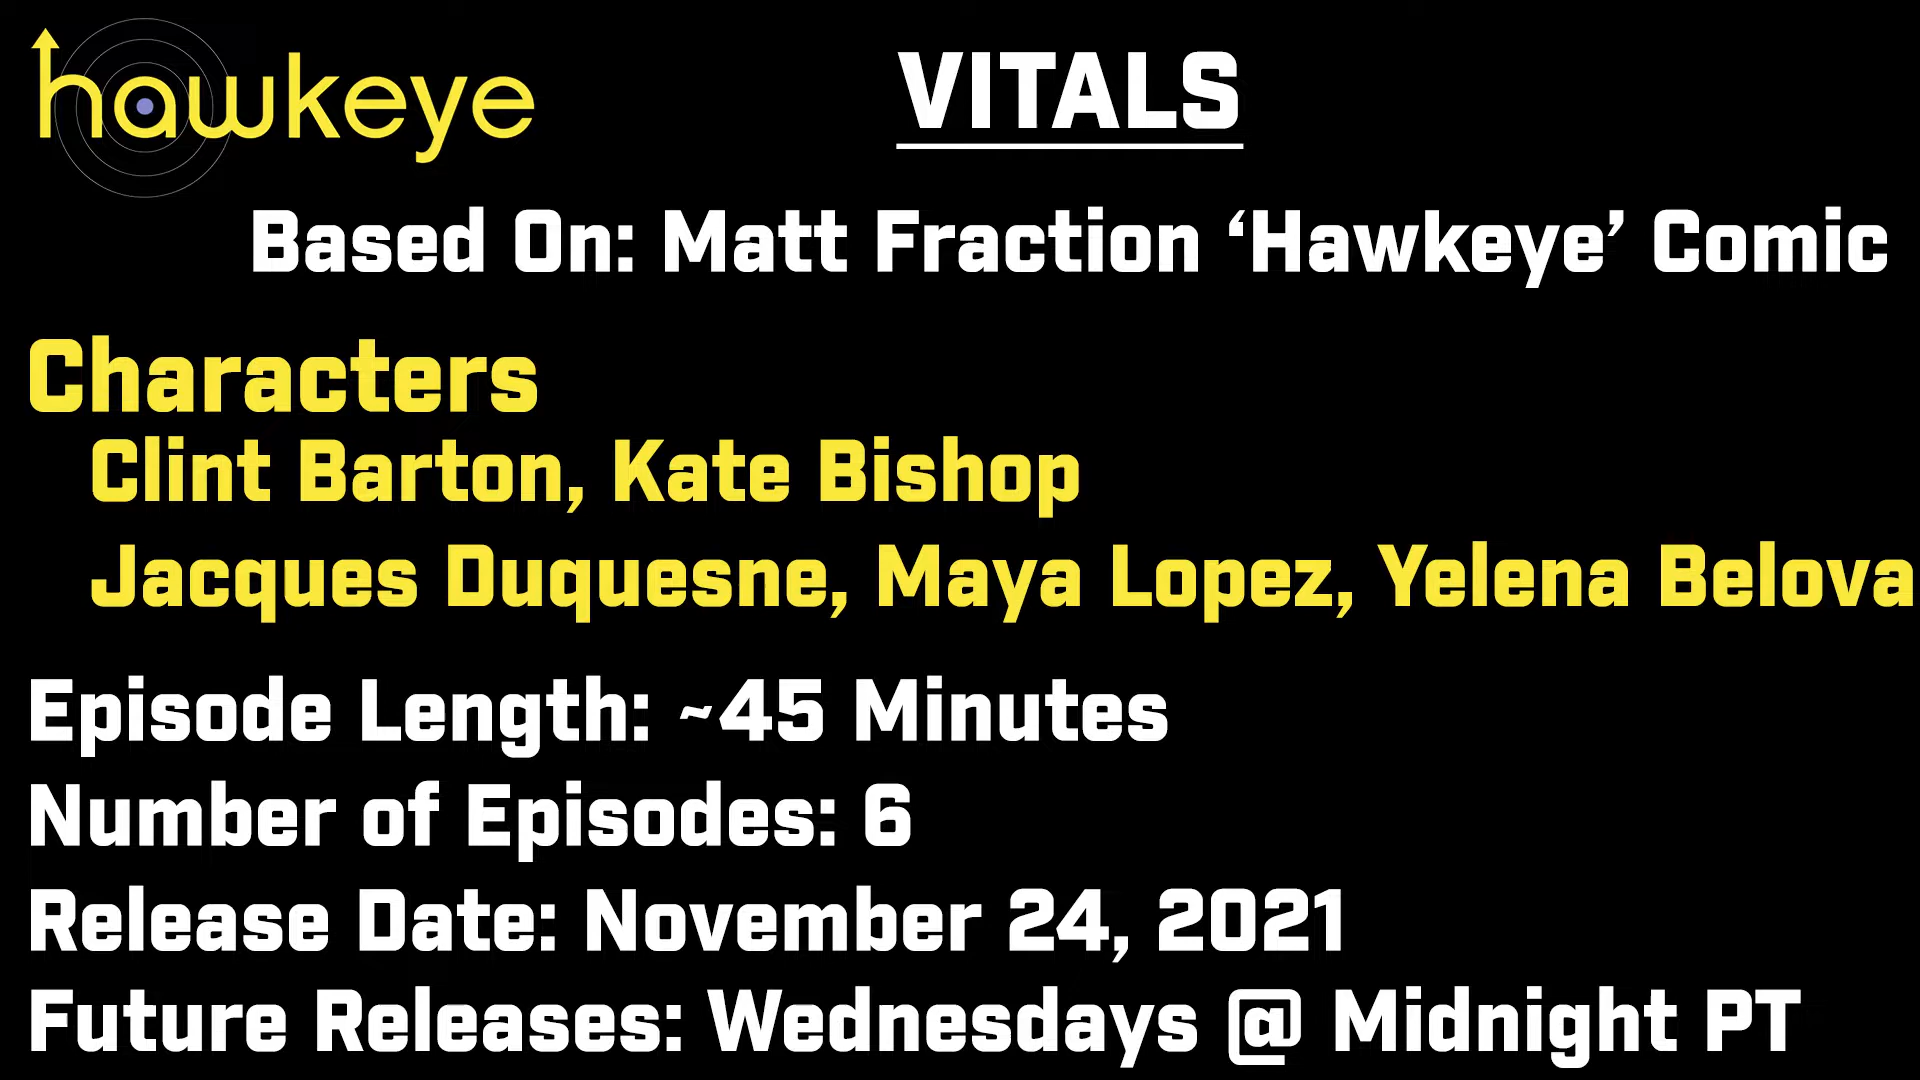 hawkeye
VITALS
Based On: Matt Fraction ‘Hawkeye’ Comic
Characters
Clint Barton, Kate Bishop
Jacques Duquesne, Maya Lopez, Yelena Belova
Episode Length: ~45 Minutes
Number of Episodes: 6
Release Date: November 24, 2021
Future Releases: Wednesdays @ Midnight PT